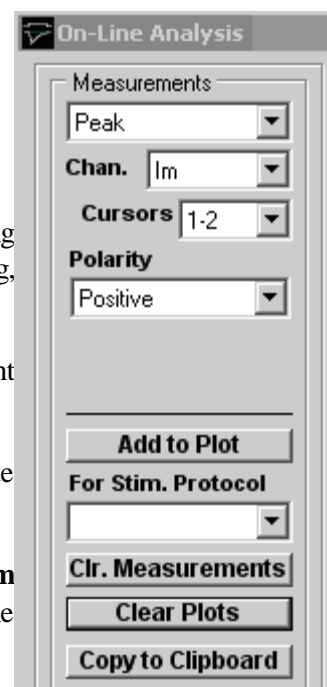 On-Line Analysis
Measurements
Peak
Chan. Im
Cursors 1-2
Polarity
Positive
Add to Plot
For Stim. Protocol
Clr. Measurements
Clear Plots
Copy to Clipboard